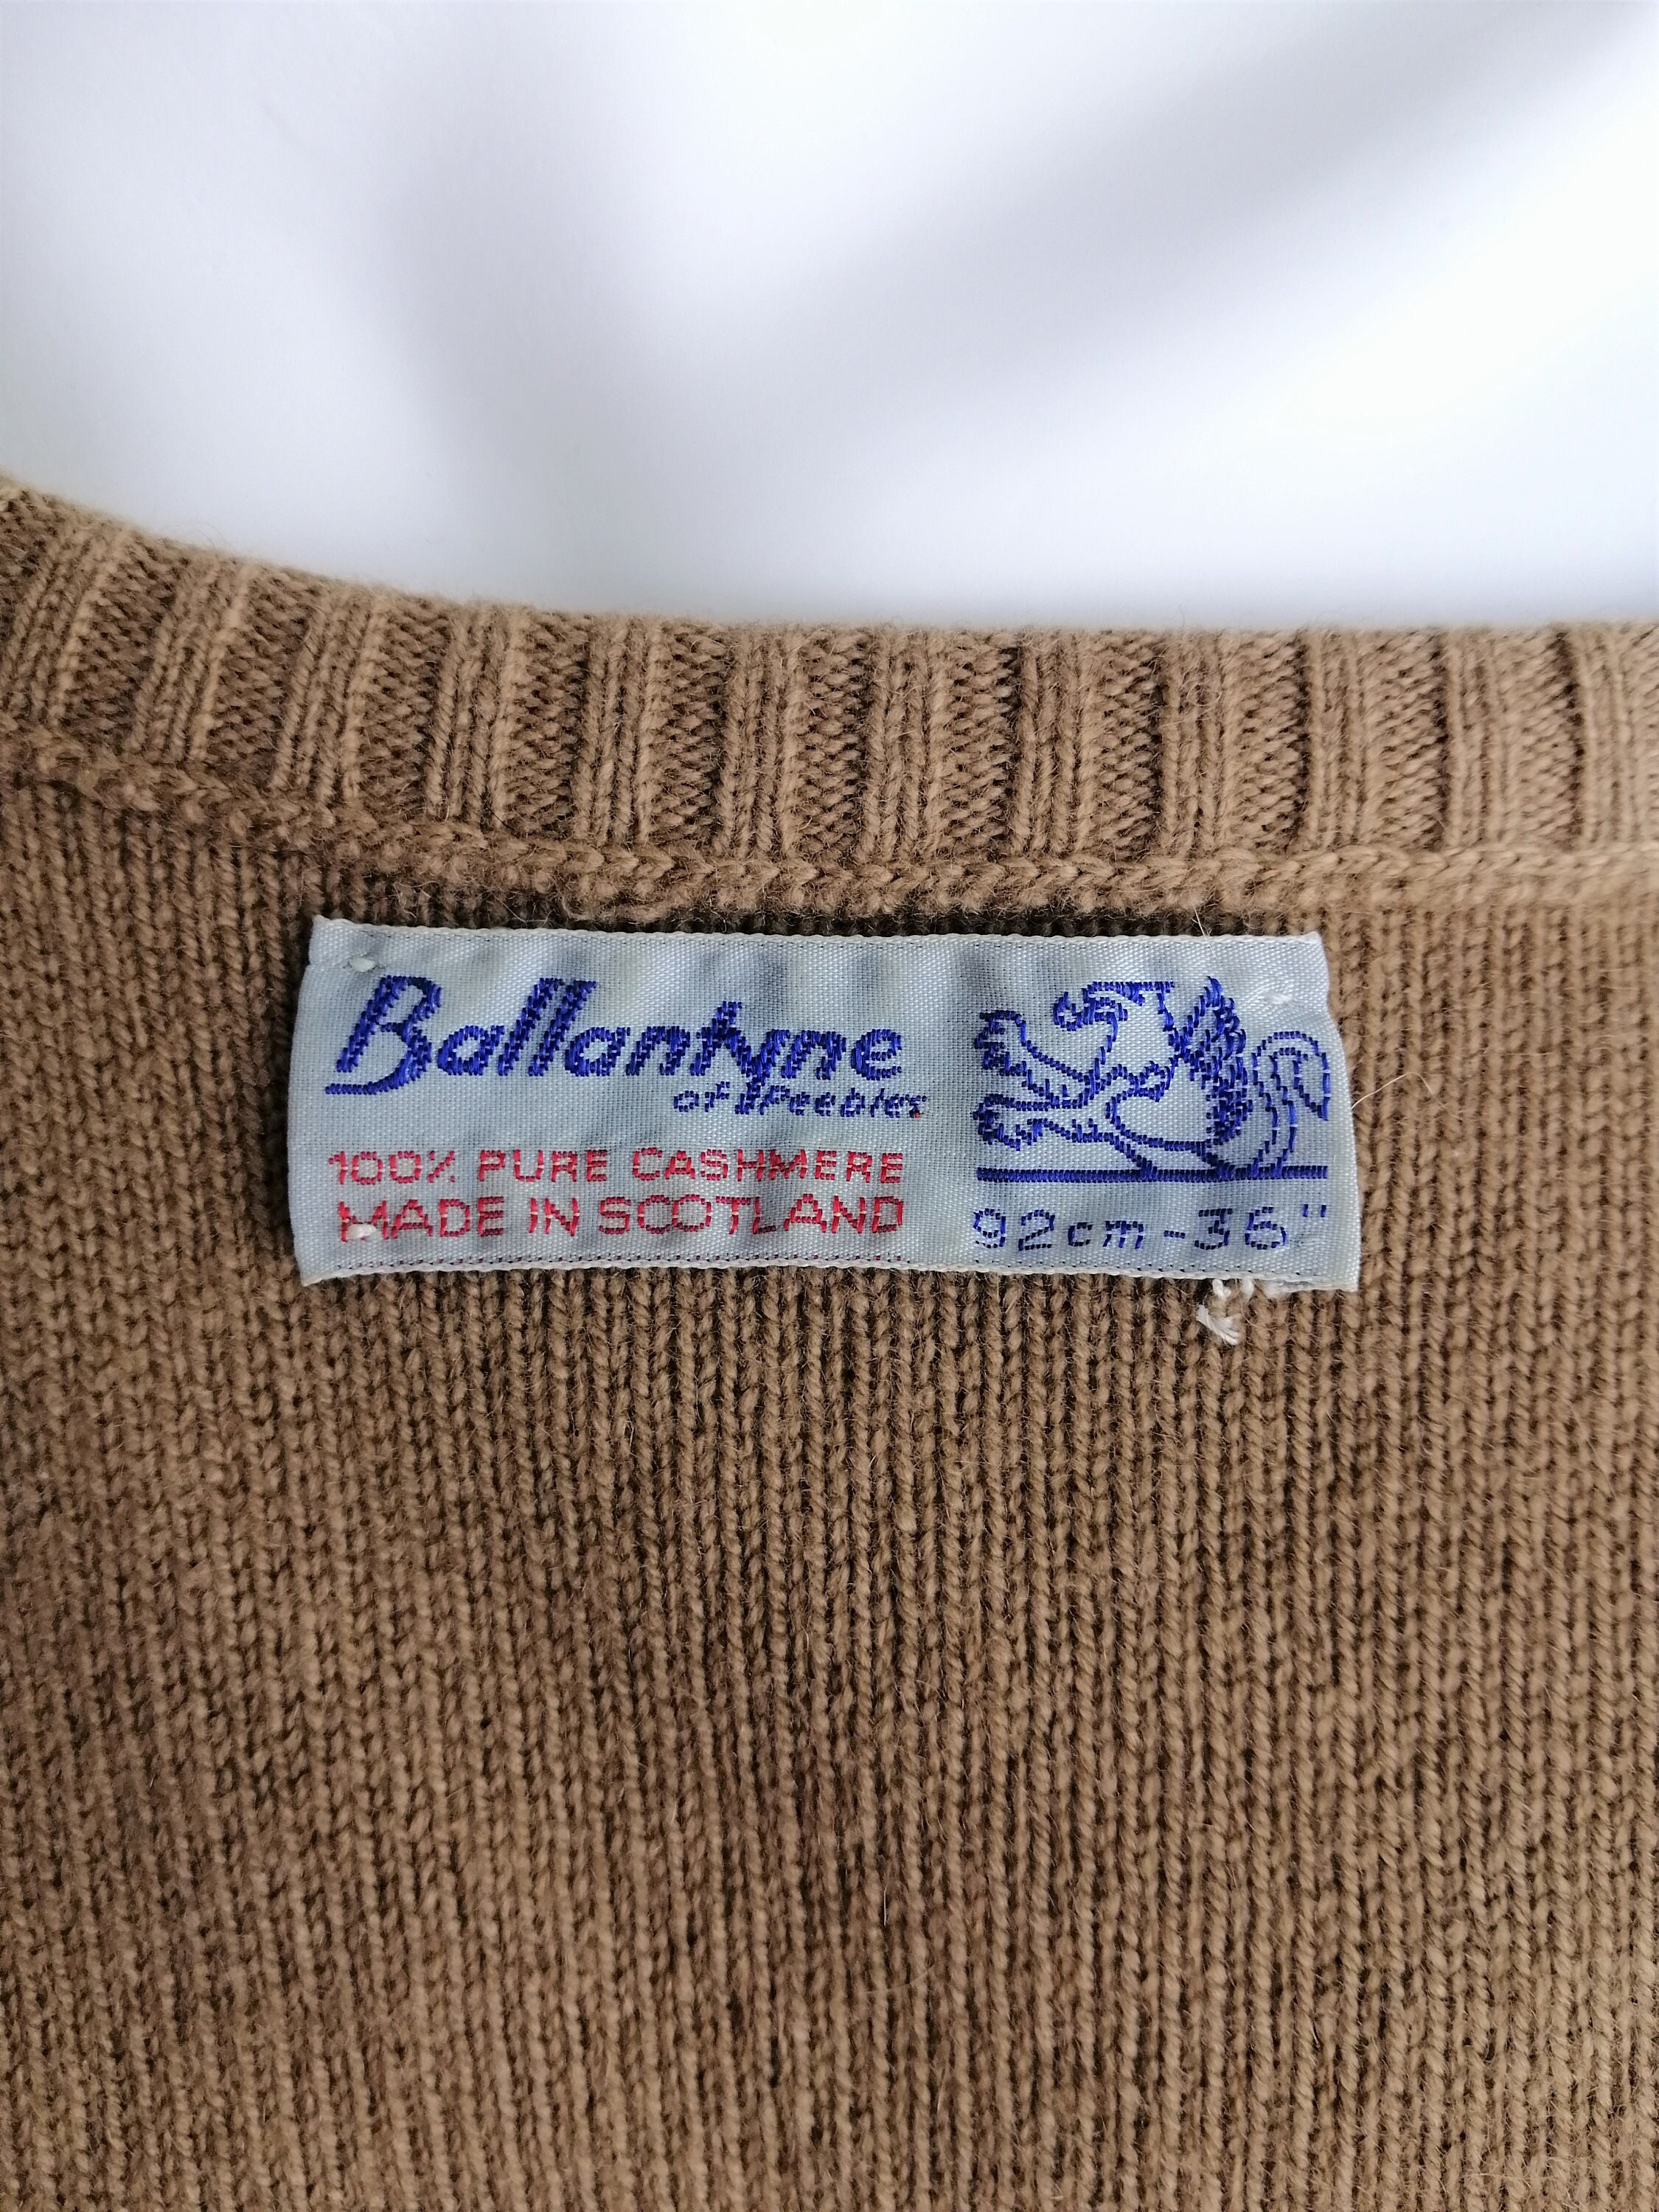 Ballantyne
of Peebles
100% PURE CASHMERE
MADE IN SCOTLAND
92cm-36"